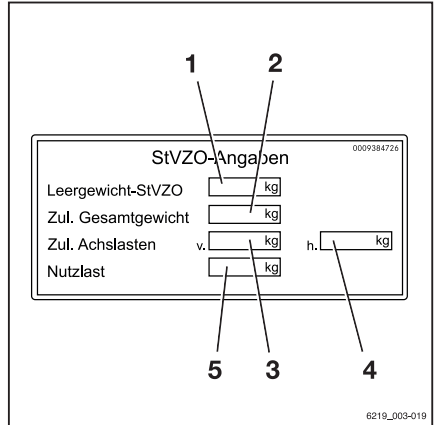 1 2
0009384726
StVZO-Angaben
Leergewicht-StVZO kg
Zul. Gesamtgewicht kg
Zul. Achslasten v. kg h. kg
Nutzlast kg
5 3 4
6219_003-019